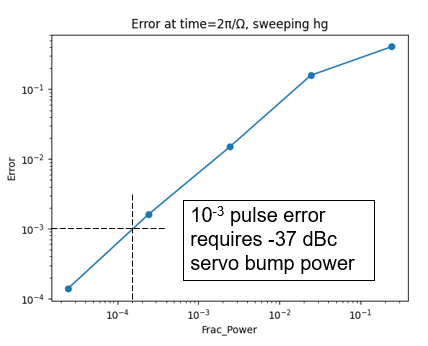 Error at time=2π/Ω, sweeping hg
10⁻¹
10⁻²
10⁻³
10⁻⁴
Error
10⁻³ pulse error
requires -37 dBc
servo bump power
10⁻⁴ 10⁻³ 10⁻² 10⁻¹
Frac_Power